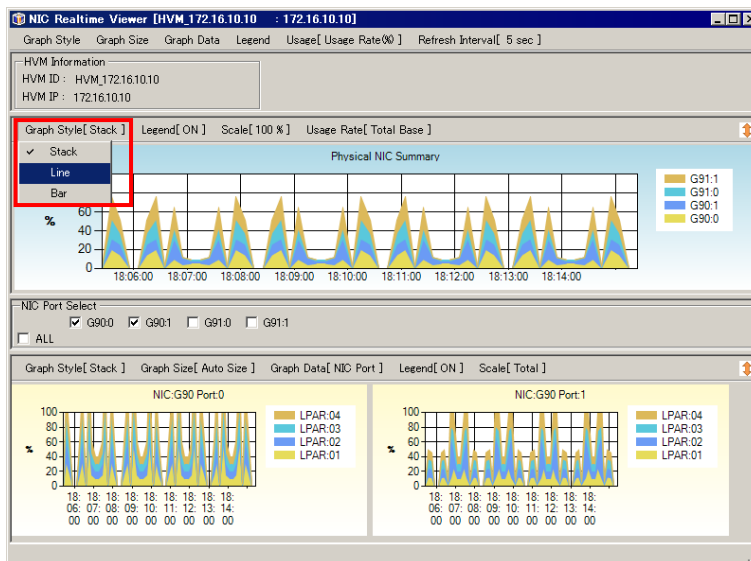 NIC Realtime Viewer [HVM_172.16.10.10 : 172.16.10.10]
Graph Style Graph Size Graph Data Legend Usage[ Usage Rate(%) ] Refresh Interval[ 5 sec ]
HVM Information
HVM ID : HVM_172.16.10.10
HVM IP : 172.16.10.10
Graph Style[ Stack ] Legend[ ON ] Scale[ 100 % ] Usage Rate[ Total Base ]
Stack
Line
Bar
Physical NIC Summary
%
60
40
20
0
18:06:00 18:07:00 18:08:00 18:09:00 18:10:00 18:11:00 18:12:00 18:13:00 18:14:00
G91:1
G91:0
G90:1
G90:0
NIC Port Select
G90:0 G90:1 G91:0 G91:1
ALL
Graph Style[ Stack ] Graph Size[ Auto Size ] Graph Data[ NIC Port ] Legend[ ON ] Scale[ Total ]
NIC:G90 Port:0
%
100
80
60
40
20
0
18: 18: 18: 18: 18: 18: 18: 18: 18:
06: 07: 08: 09: 10: 11: 12: 13: 14:
00 00 00 00 00 00 00 00 00
LPAR:04
LPAR:03
LPAR:02
LPAR:01
NIC:G90 Port:1
%
100
80
60
40
20
0
18: 18: 18: 18: 18: 18: 18: 18: 18:
06: 07: 08: 09: 10: 11: 12: 13: 14:
00 00 00 00 00 00 00 00 00
LPAR:04
LPAR:03
LPAR:02
LPAR:01